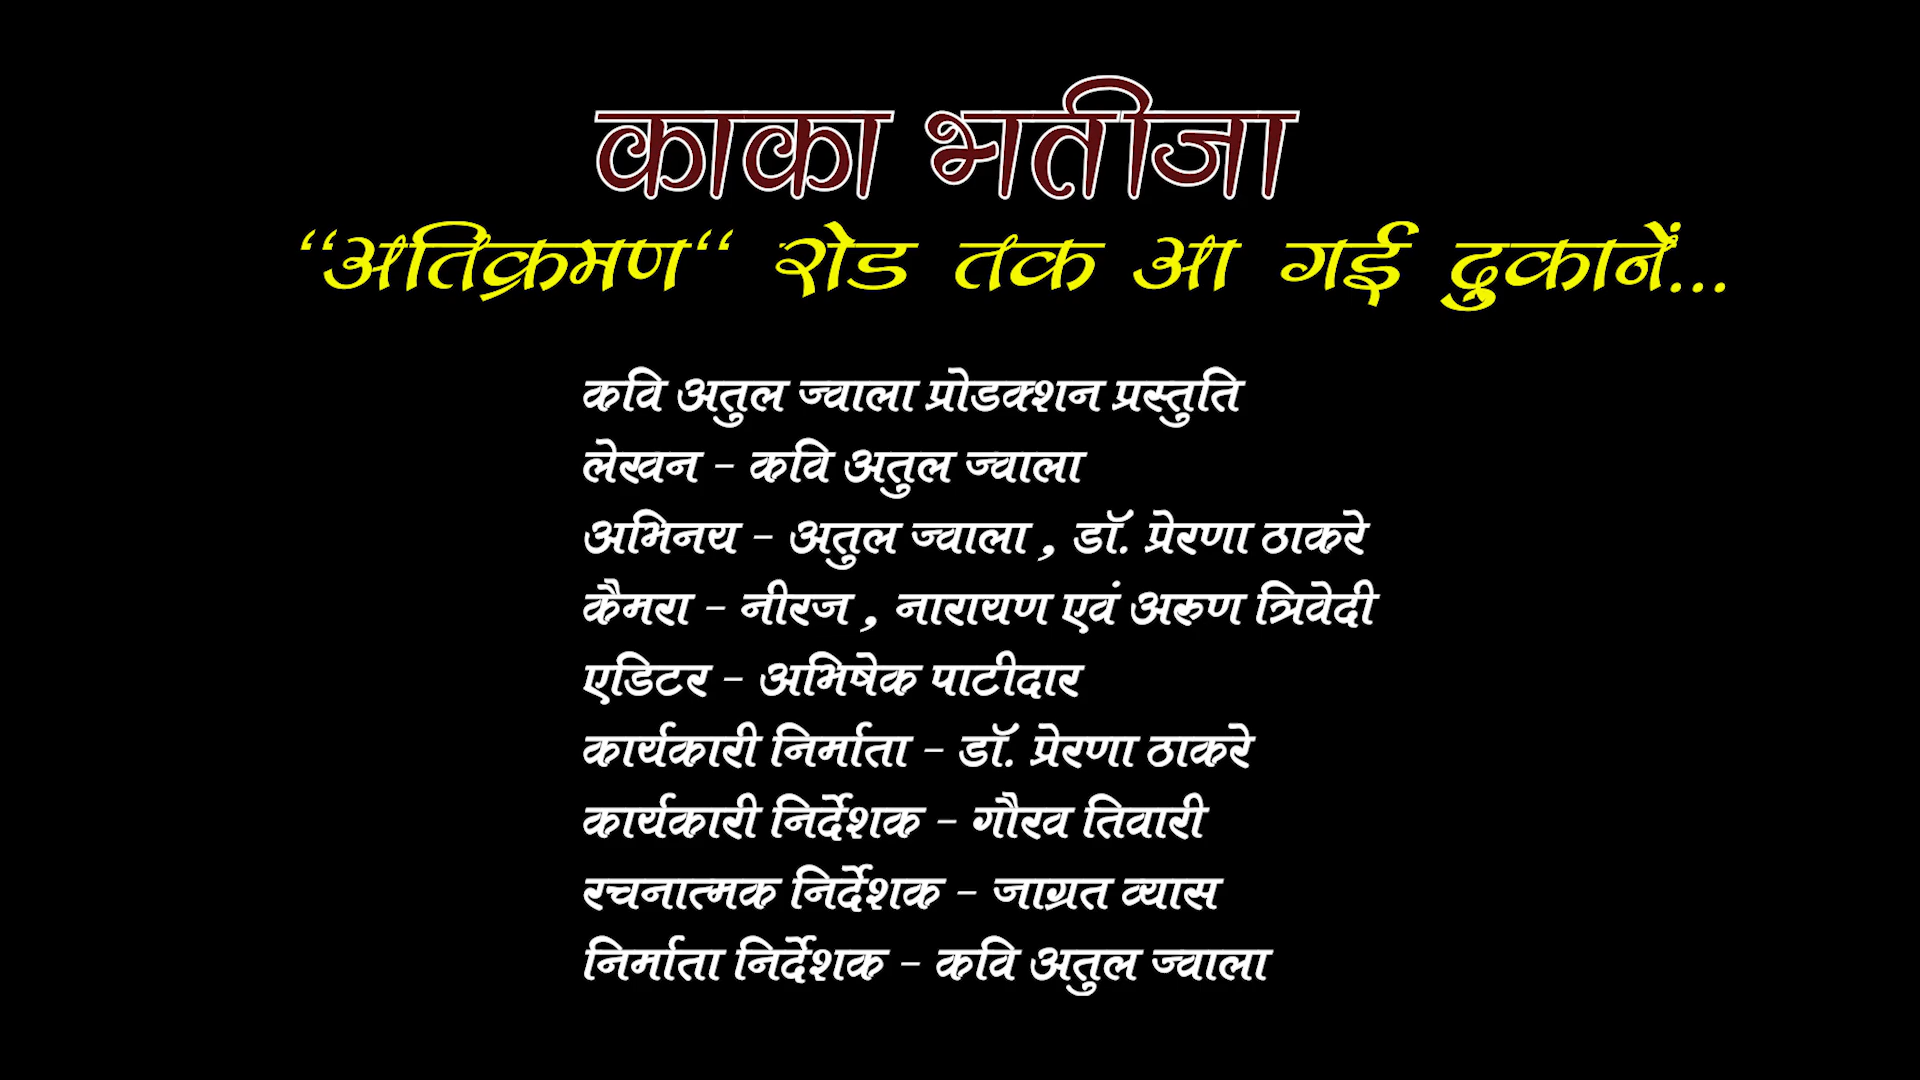 काका भतीजा
“अतिक्रमण“ रोड तक आ गई दुकानें...
कवि अतुल ज्वाला प्रोडक्शन प्रस्तुति
लेखन - कवि अतुल ज्वाला
अभिनय - अतुल ज्वाला , डॉ. प्रेरणा ठाकरे
कैमरा - नीरज , नारायण एवं अरुण त्रिवेदी
एडिटर - अभिषेक पाटीदार
कार्यकारी निर्माता - डॉ. प्रेरणा ठाकरे
कार्यकारी निर्देशक - गौरव तिवारी
रचनात्मक निर्देशक - जाग्रत व्यास
निर्माता निर्देशक - कवि अतुल ज्वाला